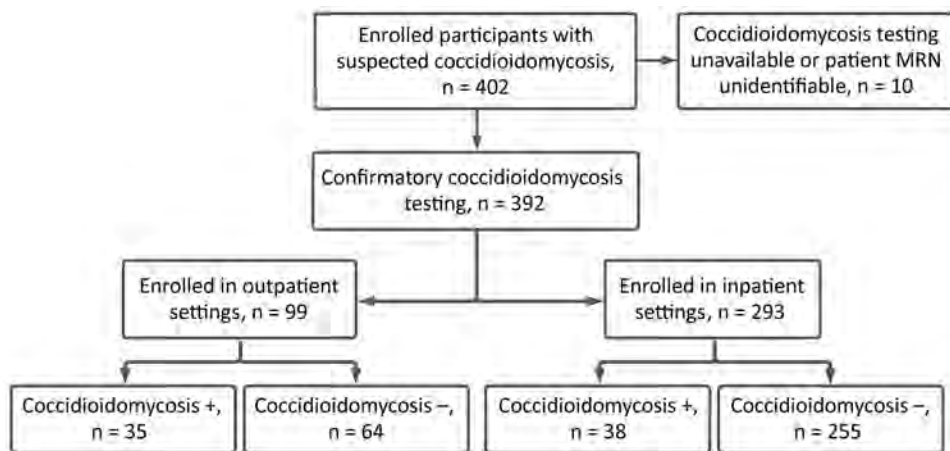 Enrolled participants with
suspected coccidioidomycosis,
n = 402
Coccidioidomycosis testing
unavailable or patient MRN
unidentifiable, n = 10
Confirmatory coccidioidomycosis
testing, n = 392
Enrolled in outpatient
settings, n = 99
Enrolled in inpatient
settings, n = 293
Coccidioidomycosis +,
n = 35
Coccidioidomycosis –,
n = 64
Coccidioidomycosis +,
n = 38
Coccidioidomycosis –,
n = 255